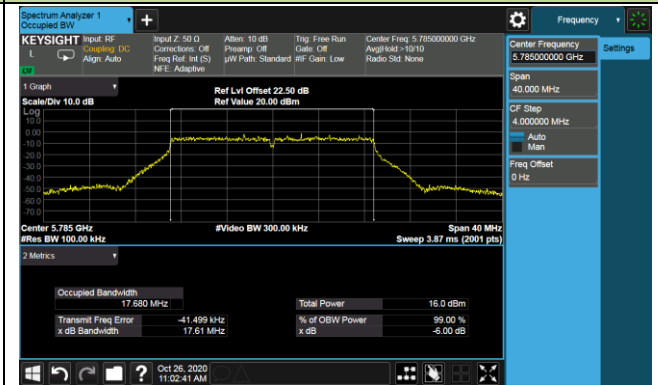 Spectrum Analyzer 1
Occupied BW
Frequency
KEYSIGHT Input: RF Input Z: 50 Ω Atten: 10 dB Trig: Free Run Center Freq: 5.785000000 GHz
L Coupling: DC Corrections: Off Preamp: Off Gate: Off Avg|Hold:>10/10
Align: Auto Freq Ref: Int (S) µW Path: Standard #IF Gain: Low Radio Std: None
NFE: Adaptive
LW
Center Frequency
5.785000000 GHz
Settings
Span
40.000 MHz
CF Step
4.000000 MHz
Auto
Man
Freq Offset
0 Hz
1 Graph
Ref Lvl Offset 22.50 dB
Scale/Div 10.0 dB Ref Value 20.00 dBm
Log
10.0
0.00
-10.0
-20.0
-30.0
-40.0
-50.0
-60.0
-70.0
Center 5.785 GHz #Video BW 300.00 kHz Span 40 MHz
#Res BW 100.00 kHz Sweep 3.87 ms (2001 pts)
2 Metrics
Occupied Bandwidth
17.680 MHz Total Power 16.0 dBm
Transmit Freq Error -41.499 kHz % of OBW Power 99.00 %
x dB Bandwidth 17.61 MHz x dB -6.00 dB
? Oct 26, 2020
11:02:41 AM